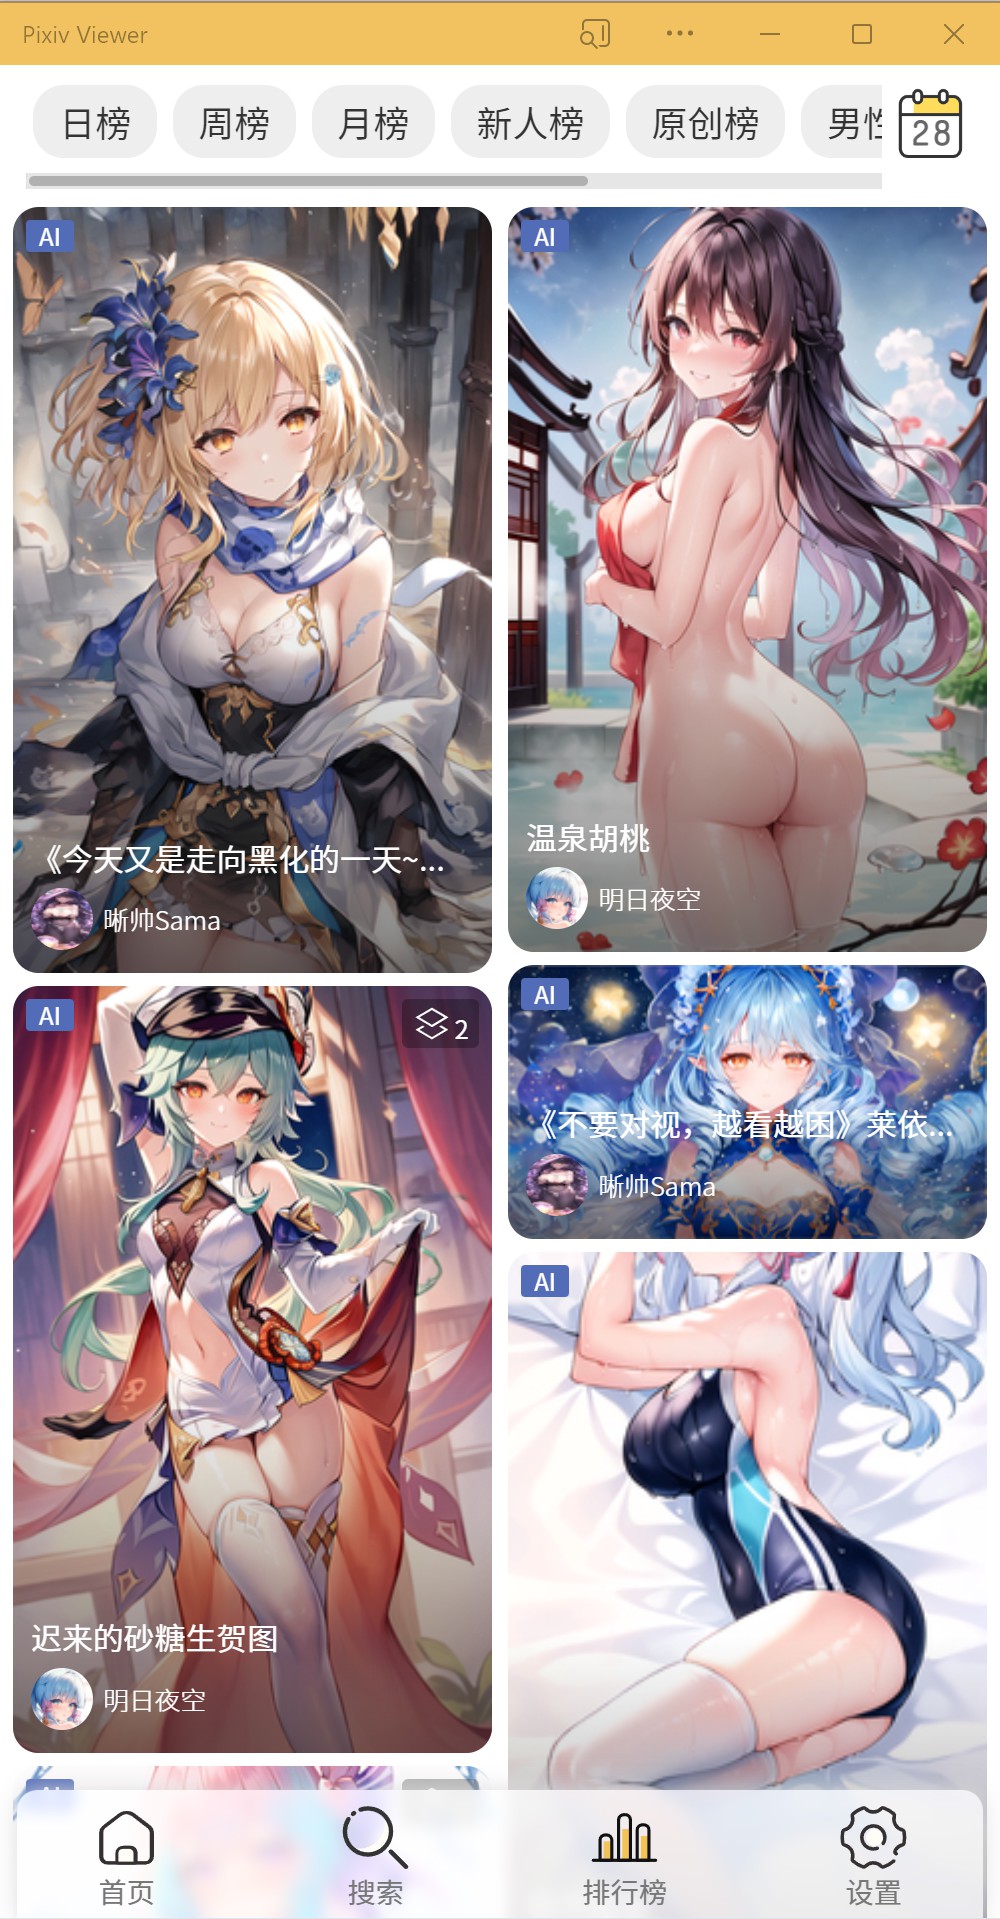 Pixiv Viewer
日榜
周榜
月榜
新人榜
原创榜
男性
28
AI
《今天又是走向黑化的一天~...
晰帅Sama
AI
温泉胡桃
明日夜空
AI
2
迟来的砂糖生贺图
明日夜空
AI
《不要对视，越看越困》莱依...
晰帅Sama
AI
首页
搜索
排行榜
设置